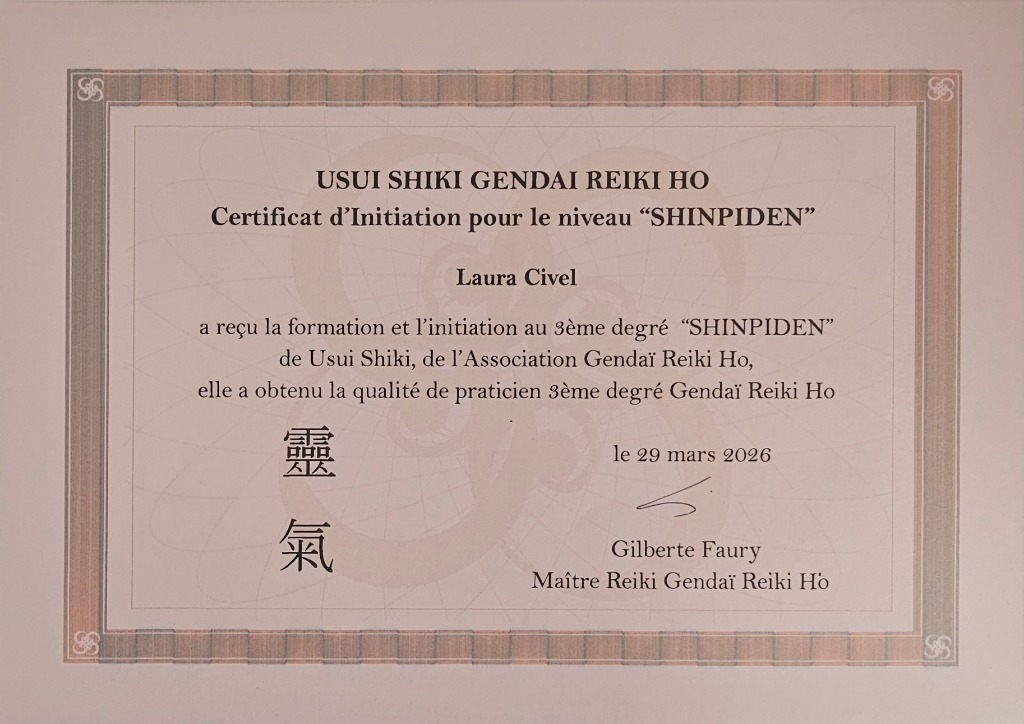 USUI SHIKI GENDAI REIKI HO
Certificat d’Initiation pour le niveau “SHINPIDEN”
Laura Civel
a reçu la formation et l’initiation au 3ème degré “SHINPIDEN”
de Usui Shiki, de l’Association Gendaï Reiki Ho,
elle a obtenu la qualité de praticien 3ème degré Gendaï Reiki Ho
靈
氣
le 29 mars 2026
Gilberte Faury
Maître Reiki Gendaï Reiki Ho